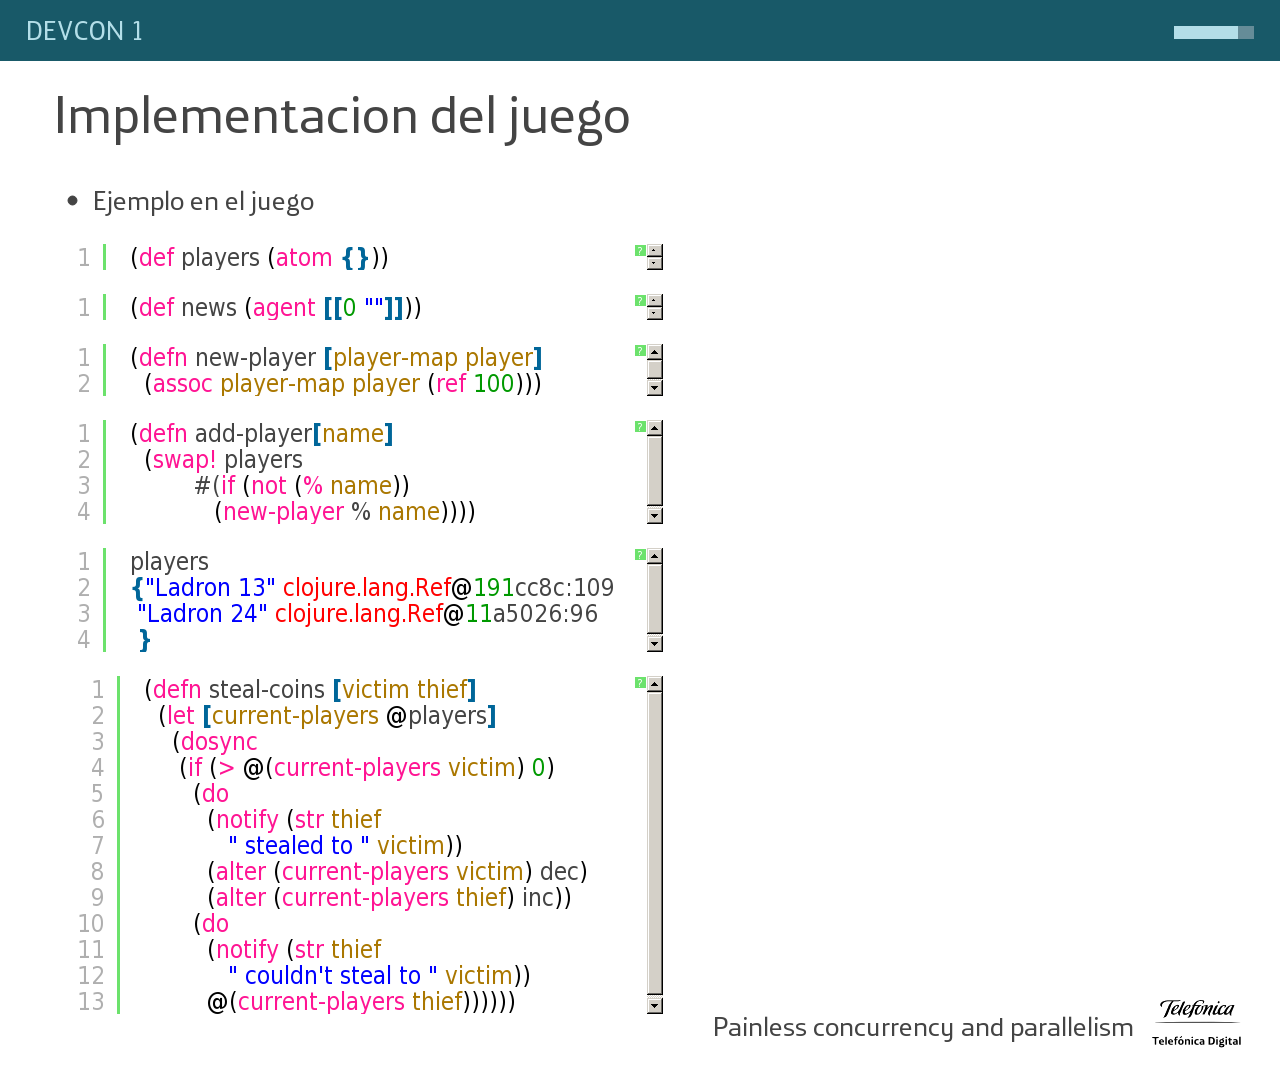 DEVCON 1
Implementacion del juego
• Ejemplo en el juego
1 (def players (atom {}))
?
1 (def news (agent [[0 ""]]))
?
1 (defn new-player [player-map player]
?
2 (assoc player-map player (ref 100)))
1 (defn add-player[name]
?
2 (swap! players
3 #(if (not (% name))
4 (new-player % name))))
1 players
?
2 {"Ladron 13" clojure.lang.Ref@191cc8c:109
3 "Ladron 24" clojure.lang.Ref@11a5026:96
4 }
1 (defn steal-coins [victim thief]
?
2 (let [current-players @players]
3 (dosync
4 (if (> @(current-players victim) 0)
5 (do
6 (notify (str thief
7 " stealed to " victim))
8 (alter (current-players victim) dec)
9 (alter (current-players thief) inc))
10 (do
11 (notify (str thief
12 " couldn't steal to " victim))
13 @(current-players thief))))))
Painless concurrency and parallelism
Telefónica
Telefónica Digital